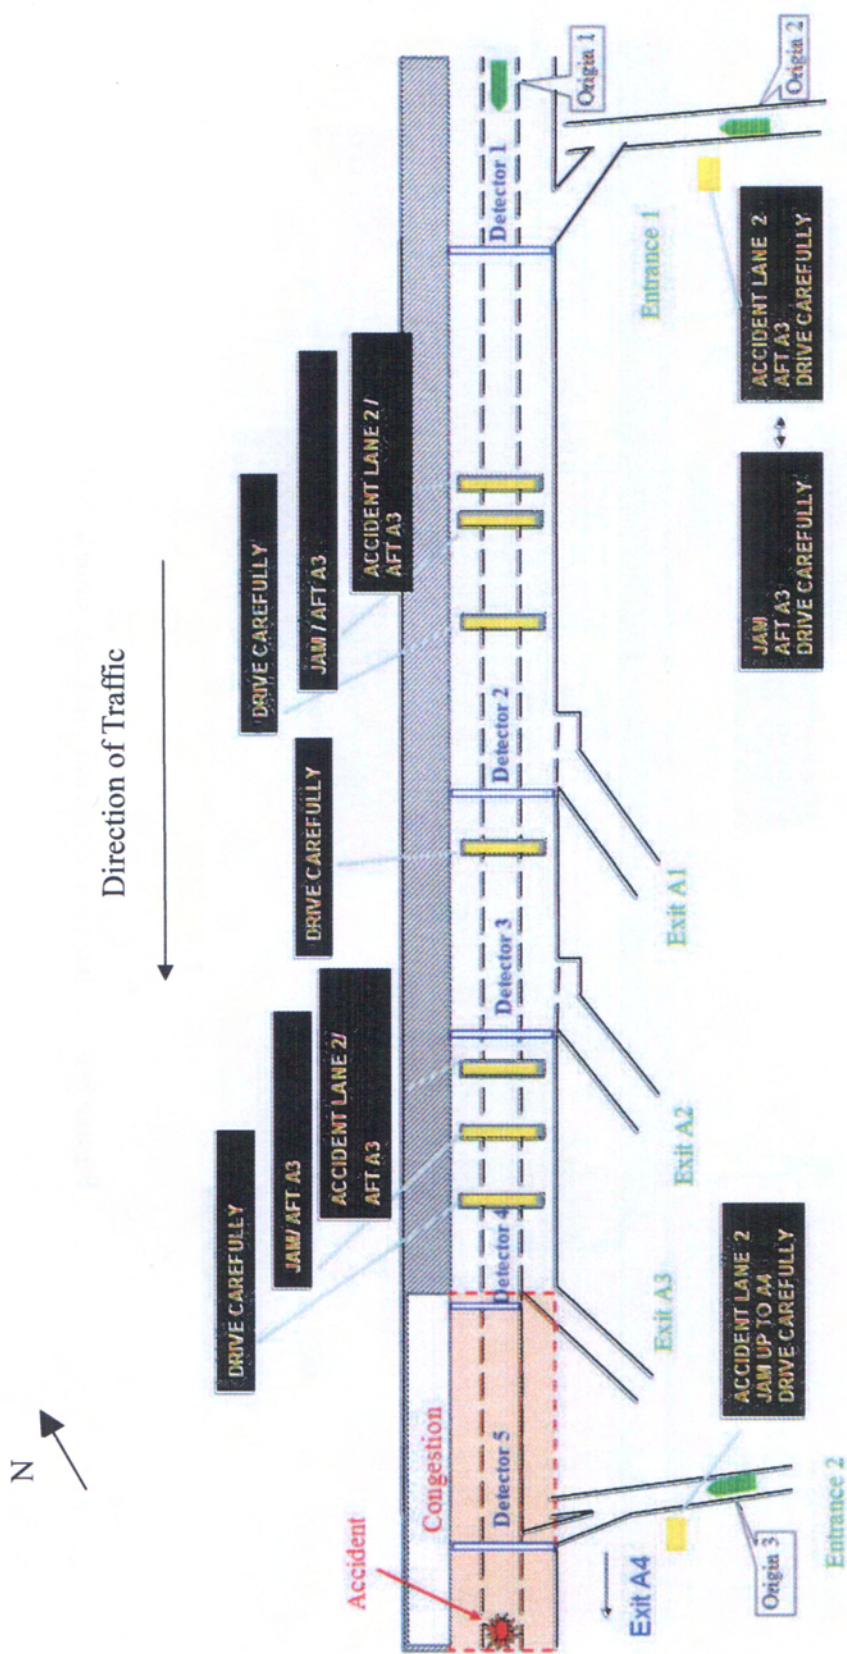 N
Direction of Traffic
Accident
Congestion
DRIVE CAREFULLY
JAM/ AFT A3
ACCIDENT LANE 2/
AFT A3
DRIVE CAREFULLY
DRIVE CAREFULLY
JAM / AFT A3
ACCIDENT LANE 2 /
AFT A3
Detector 5
Detector 4
Detector 3
Detector 2
Detector 1
Origin 1
Exit A4
Origin 3
Entrance 2
ACCIDENT LANE 2
JAM UP TO A4
DRIVE CAREFULLY
Exit A3
Exit A2
Exit A1
JAM
AFT A3
DRIVE CAREFULLY
ACCIDENT LANE 2
AFT A3
DRIVE CAREFULLY
Entrance 1
Origin 2